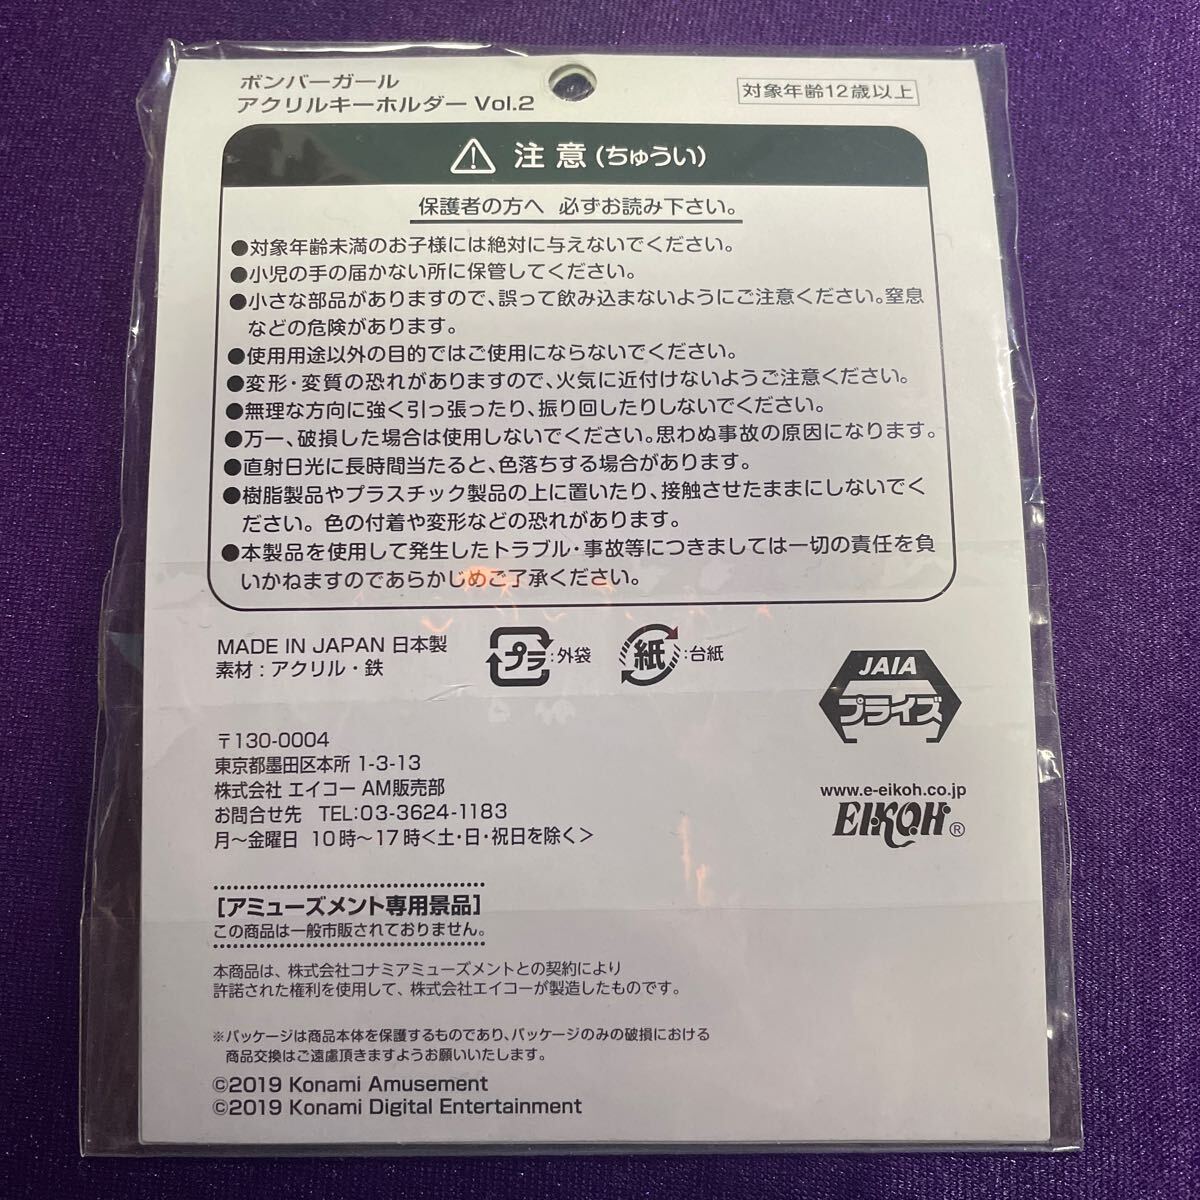 ボンバーガール
アクリルキーホルダー Vol.2
対象年齢12歳以上
注意(ちゅうい)
保護者の方へ 必ずお読み下さい。
●対象年齢未満のお子様には絶対に与えないでください。
●小児の手の届かない所に保管してください。
●小さな部品がありますので、誤って飲み込まないようにご注意ください。窒息
などの危険があります。
●使用用途以外の目的ではご使用にならないでください。
●変形・変質の恐れがありますので、火気に近付けないようご注意ください。
●無理な方向に強く引っ張ったり、振り回したりしないでください。
●万一、破損した場合は使用しないでください。思わぬ事故の原因になります。
●直射日光に長時間当たると、色落ちする場合があります。
●樹脂製品やプラスチック製品の上に置いたり、接触させたままにしないでく
ださい。色の付着や変形などの恐れがあります。
●本製品を使用して発生したトラブル・事故等につきましては一切の責任を負
いかねますのであらかじめご了承ください。
MADE IN JAPAN 日本製
素材:アクリル・鉄
プラ:外袋
紙:台紙
JAIA
プライズ
〒130-0004
東京都墨田区本所 1-3-13
株式会社 エイコー AM販売部
お問合せ先 TEL:03-3624-1183
月〜金曜日 10時〜17時<土・日・祝日を除く>
www.e-eikoh.co.jp
EIKOH®
[アミューズメント専用景品]
この商品は一般市販されておりません。
本商品は、株式会社コナミアミューズメントとの契約により
許諾された権利を使用して、株式会社エイコーが製造したものです。
※パッケージは商品本体を保護するものであり、パッケージのみの破損における
商品交換はご遠慮頂きますようお願いいたします。
©2019 Konami Amusement
©2019 Konami Digital Entertainment